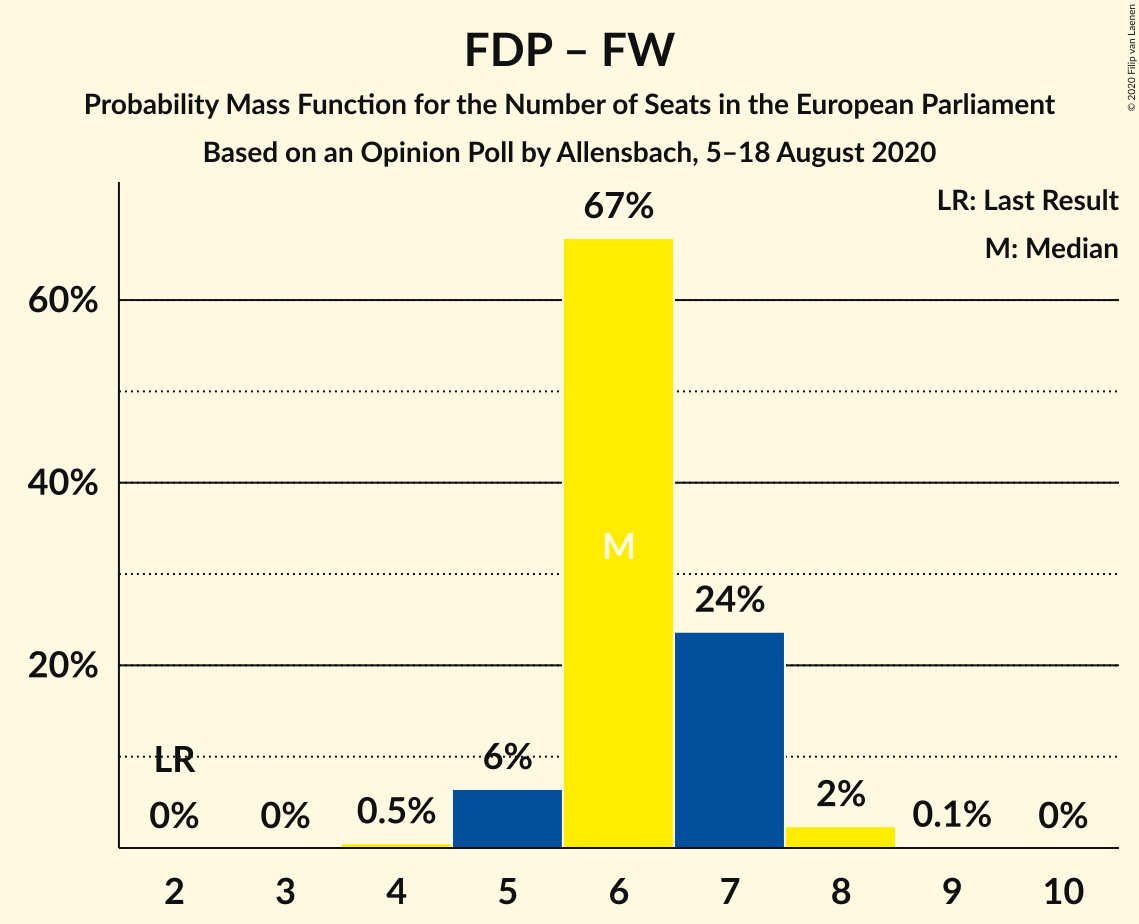 FDP – FW
Probability Mass Function for the Number of Seats in the European Parliament
Based on an Opinion Poll by Allensbach, 5–18 August 2020
© 2020 Filip van Laenen
LR: Last Result
M: Median
67%
60%
M
40%
24%
20%
LR
6%
0%
0%
0.5%
2%
0.1%
0%
2 3 4 5 6 7 8 9 10